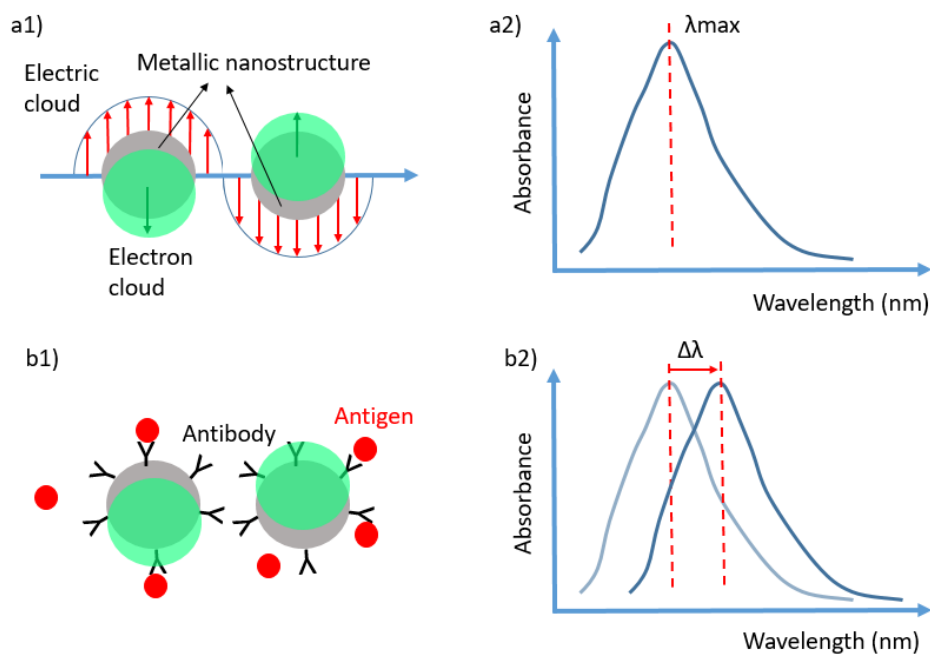 a1)
Metallic nanostructure
Electric
cloud
Electron
cloud
a2)
λmax
Absorbance
Wavelength (nm)
b1)
Antibody
Antigen
b2)
Δλ
Absorbance
Wavelength (nm)